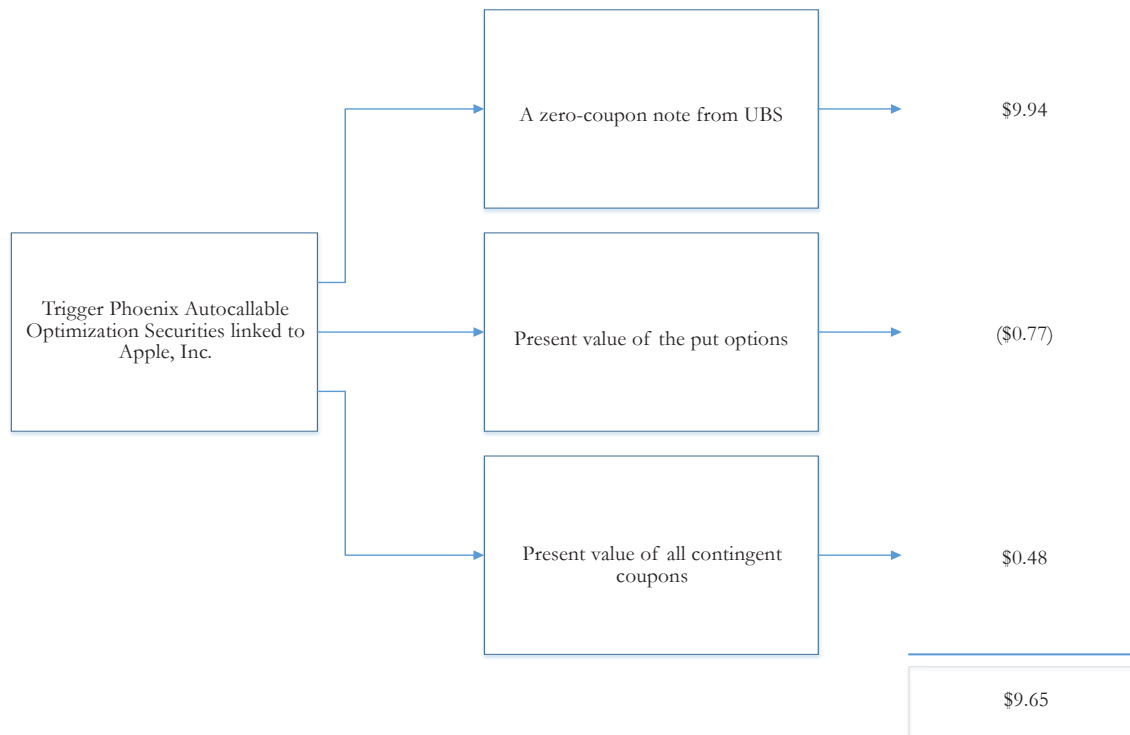 A zero-coupon note from UBS
$9.94
Trigger Phoenix Autocallable
Optimization Securities linked to
Apple, Inc.
Present value of the put options
($0.77)
Present value of all contingent
coupons
$0.48
$9.65